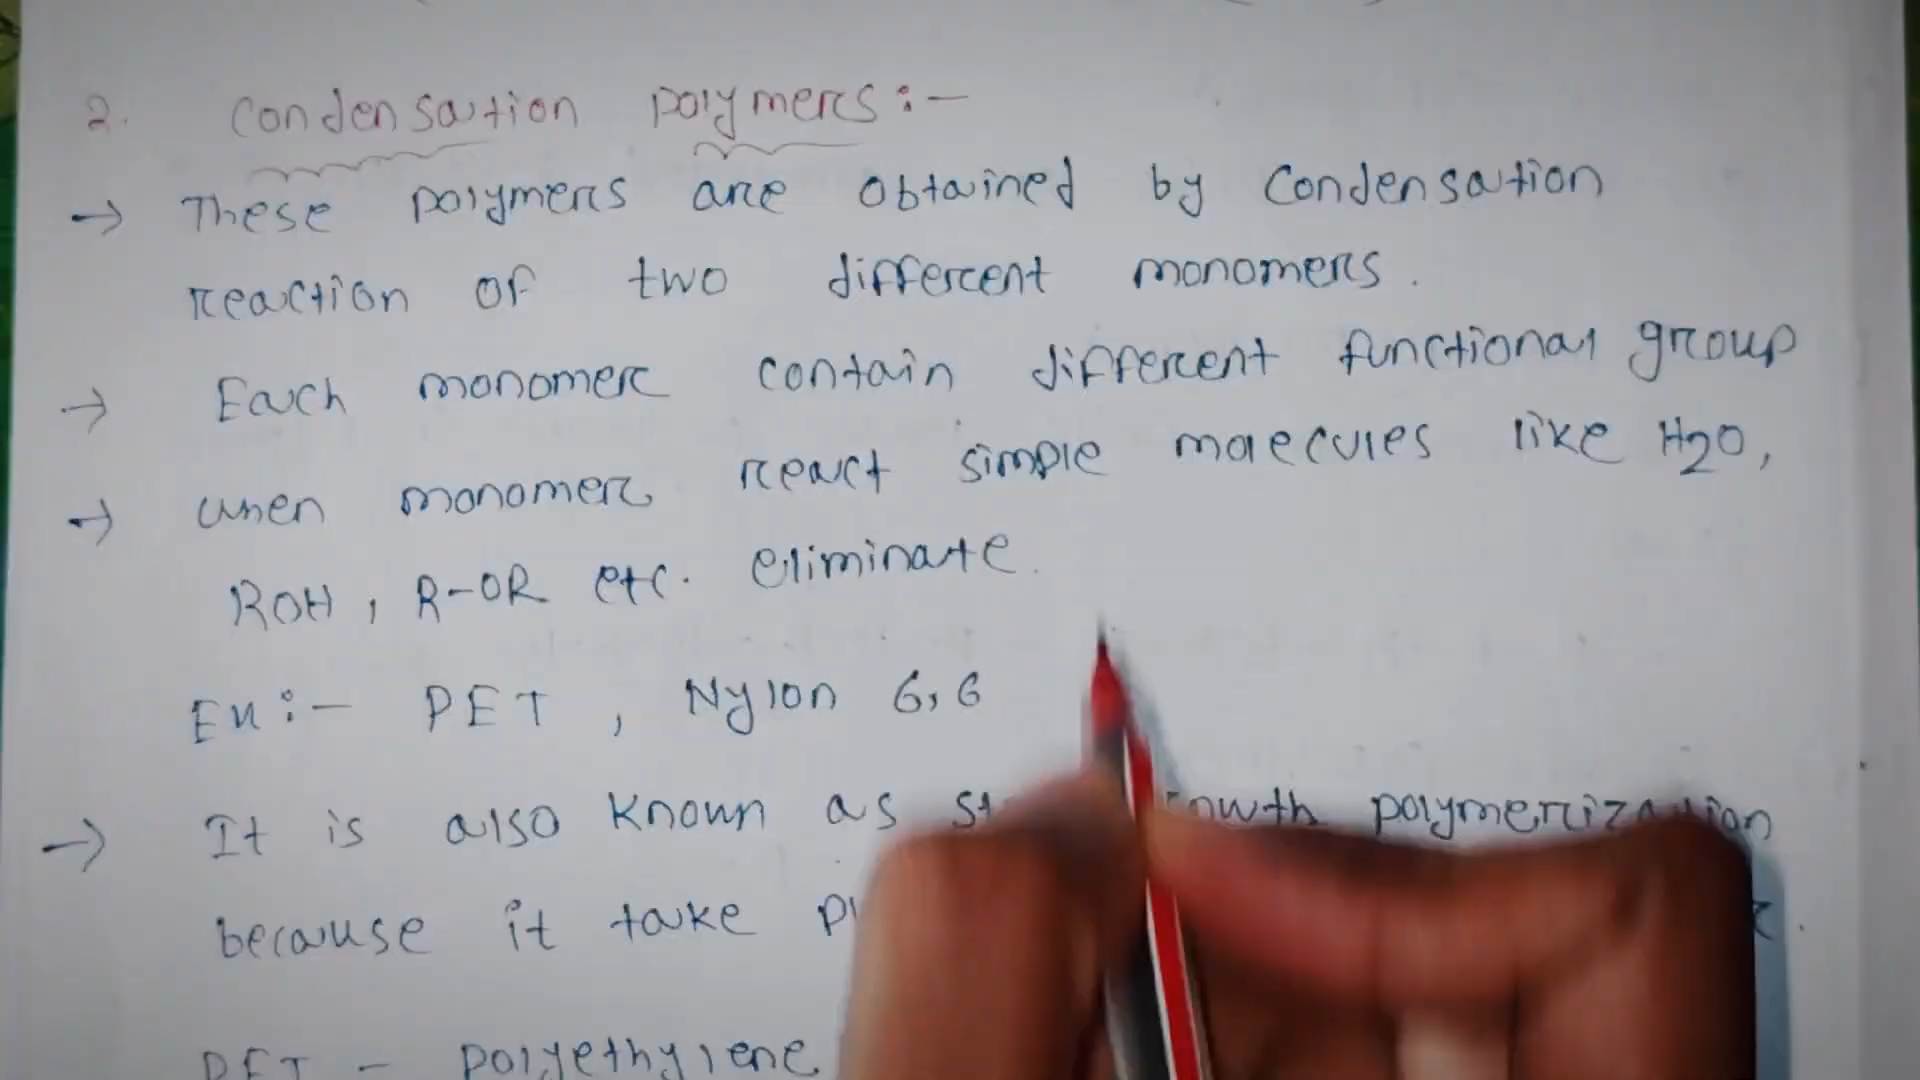 2. Condensation polymers :-
→ These polymers are obtained by Condensation
reaction of two different monomers.
→ Each monomer contain different functional group
→ when monomer react simple molecules like H2O,
ROH, R-OR etc. eliminate.
Ex :- PET, Nylon 6,6
→ It is also known as polymerization
because it take
PET - polyethylene